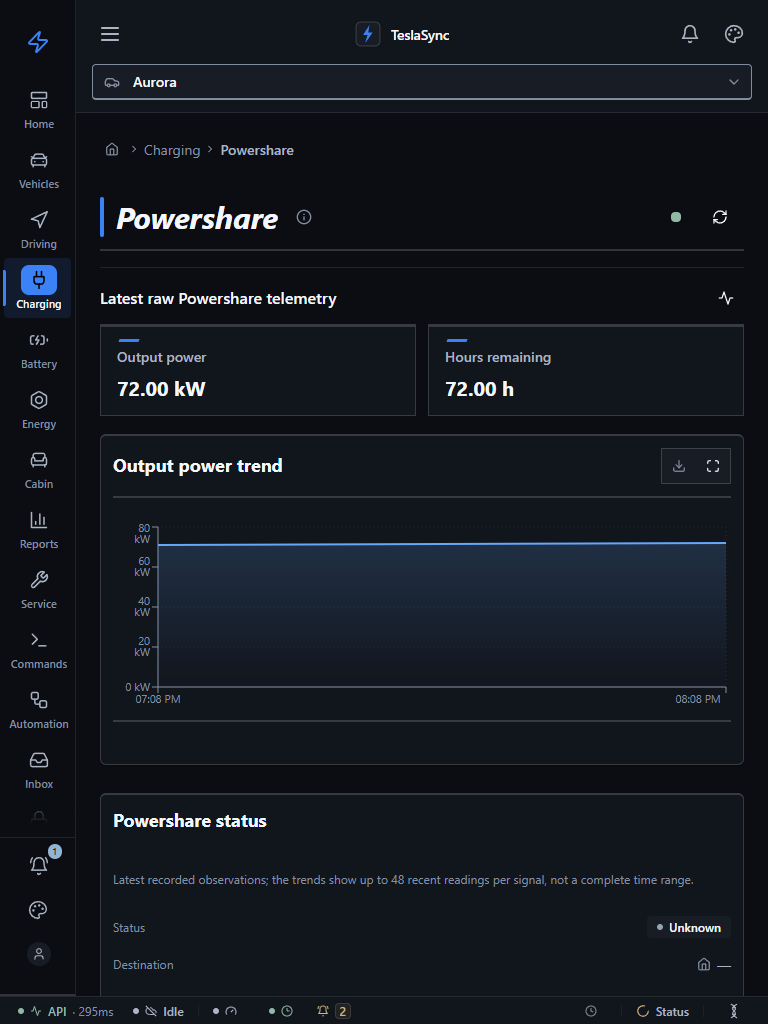 TeslaSync
Aurora
Home
Vehicles
Driving
Charging
Battery
Energy
Cabin
Reports
Service
Commands
Automation
Inbox
1
Charging
Powershare
Powershare
Latest raw Powershare telemetry
Output power
72.00 kW
Hours remaining
72.00 h
Output power trend
80
kW
60
kW
40
kW
20
kW
0 kW
07:08 PM
08:08 PM
Powershare status
Latest recorded observations; the trends show up to 48 recent readings per signal, not a complete time range.
Status
Unknown
Destination
—
API · 295ms
Idle
2
Status